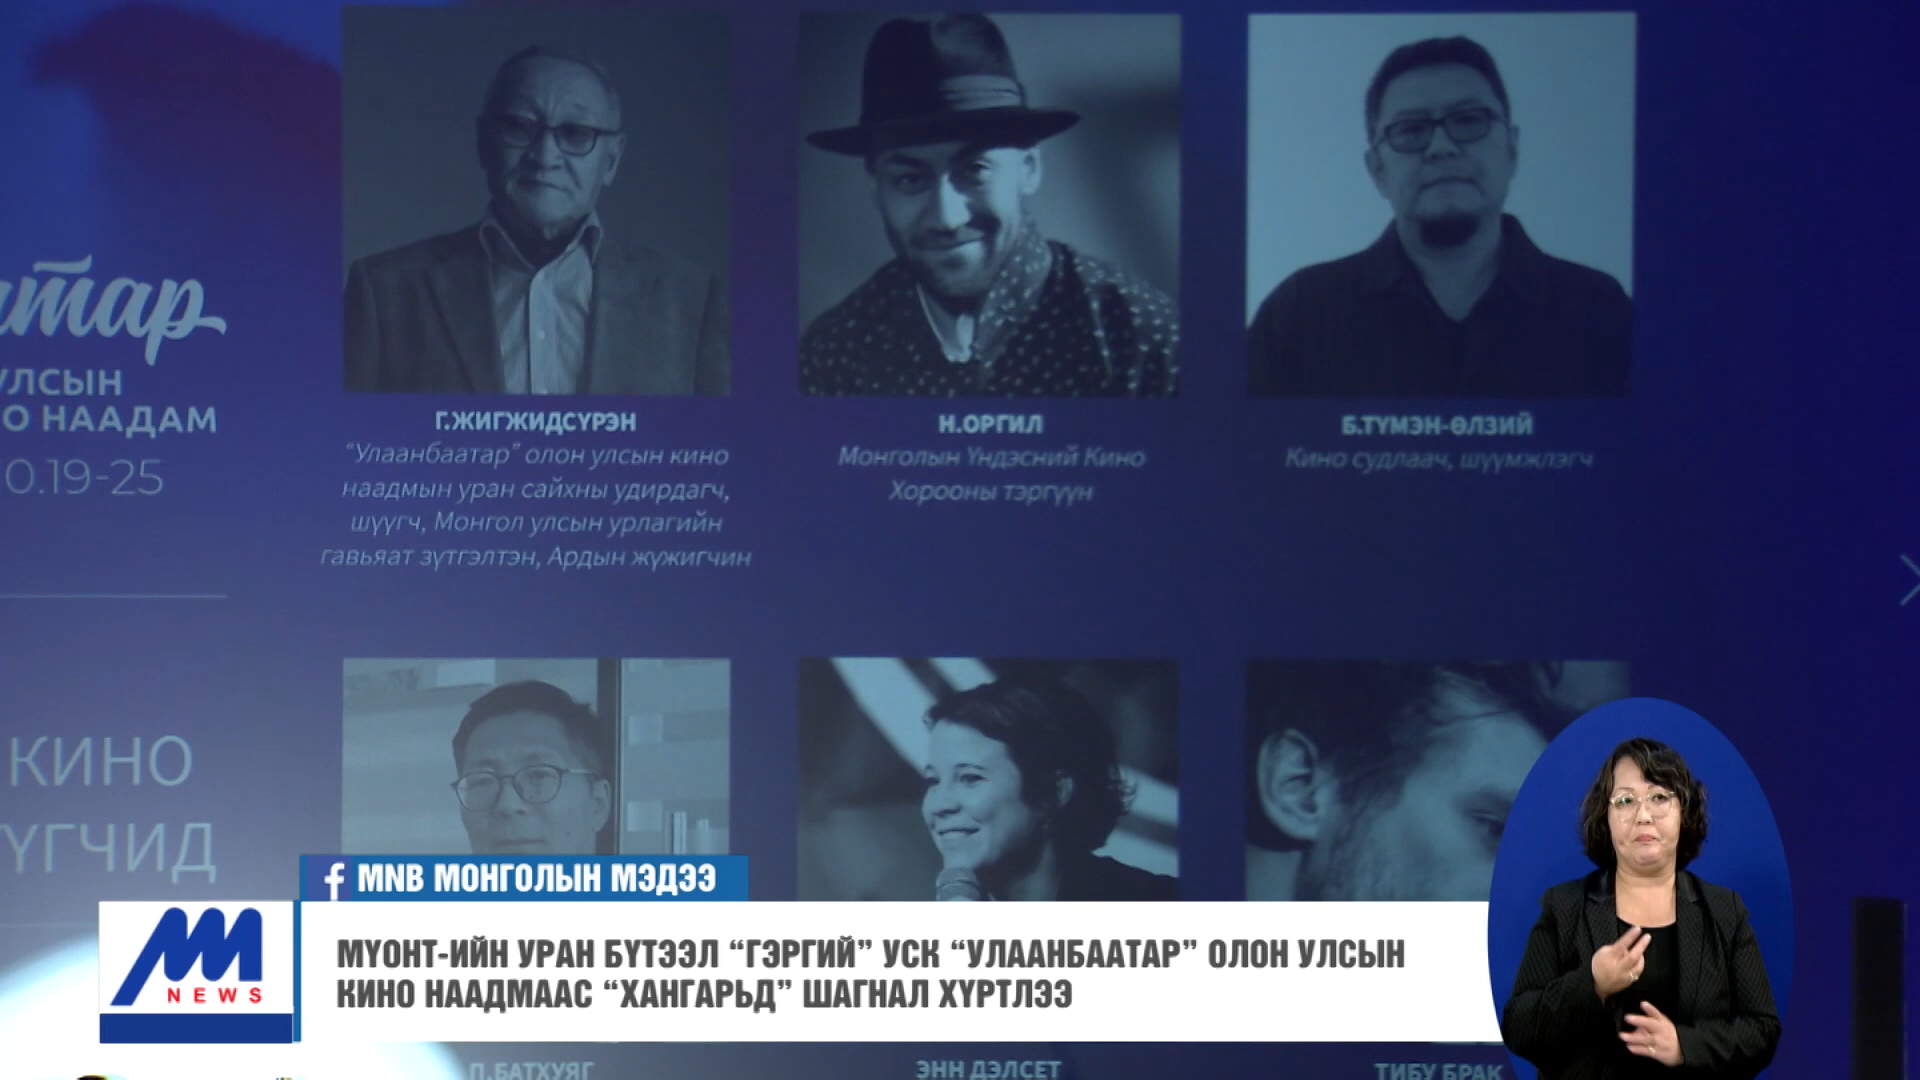 атар
УЛСЫН
О НААДАМ
0.19-25
Г.ЖИГЖИДСҮРЭН
“Улаанбаатар” олон улсын кино
наадмын уран сайхны удирдагч,
шүүгч, Монгол улсын урлагийн
гавьяат зүтгэлтэн, Ардын жүжигчин
Н.ОРГИЛ
Монголын Үндэсний Кино
Хорооны тэргүүн
Б.ТҮМЭН-ӨЛЗИЙ
Кино судлаач, шүүмжлэгч
КИНО
ҮГЧИД
f MNB МОНГОЛЫН МЭДЭЭ
NEWS
МҮОНТ-ИЙН УРАН БҮТЭЭЛ “ГЭРГИЙ” УСК “УЛААНБААТАР” ОЛОН УЛСЫН
КИНО НААДМААС “ХАНГАРЬД” ШАГНАЛ ХҮРТЛЭЭ
П.БАТХУЯГ
ЭНН ДЭЛСЕТ
ТИБУ БРАК